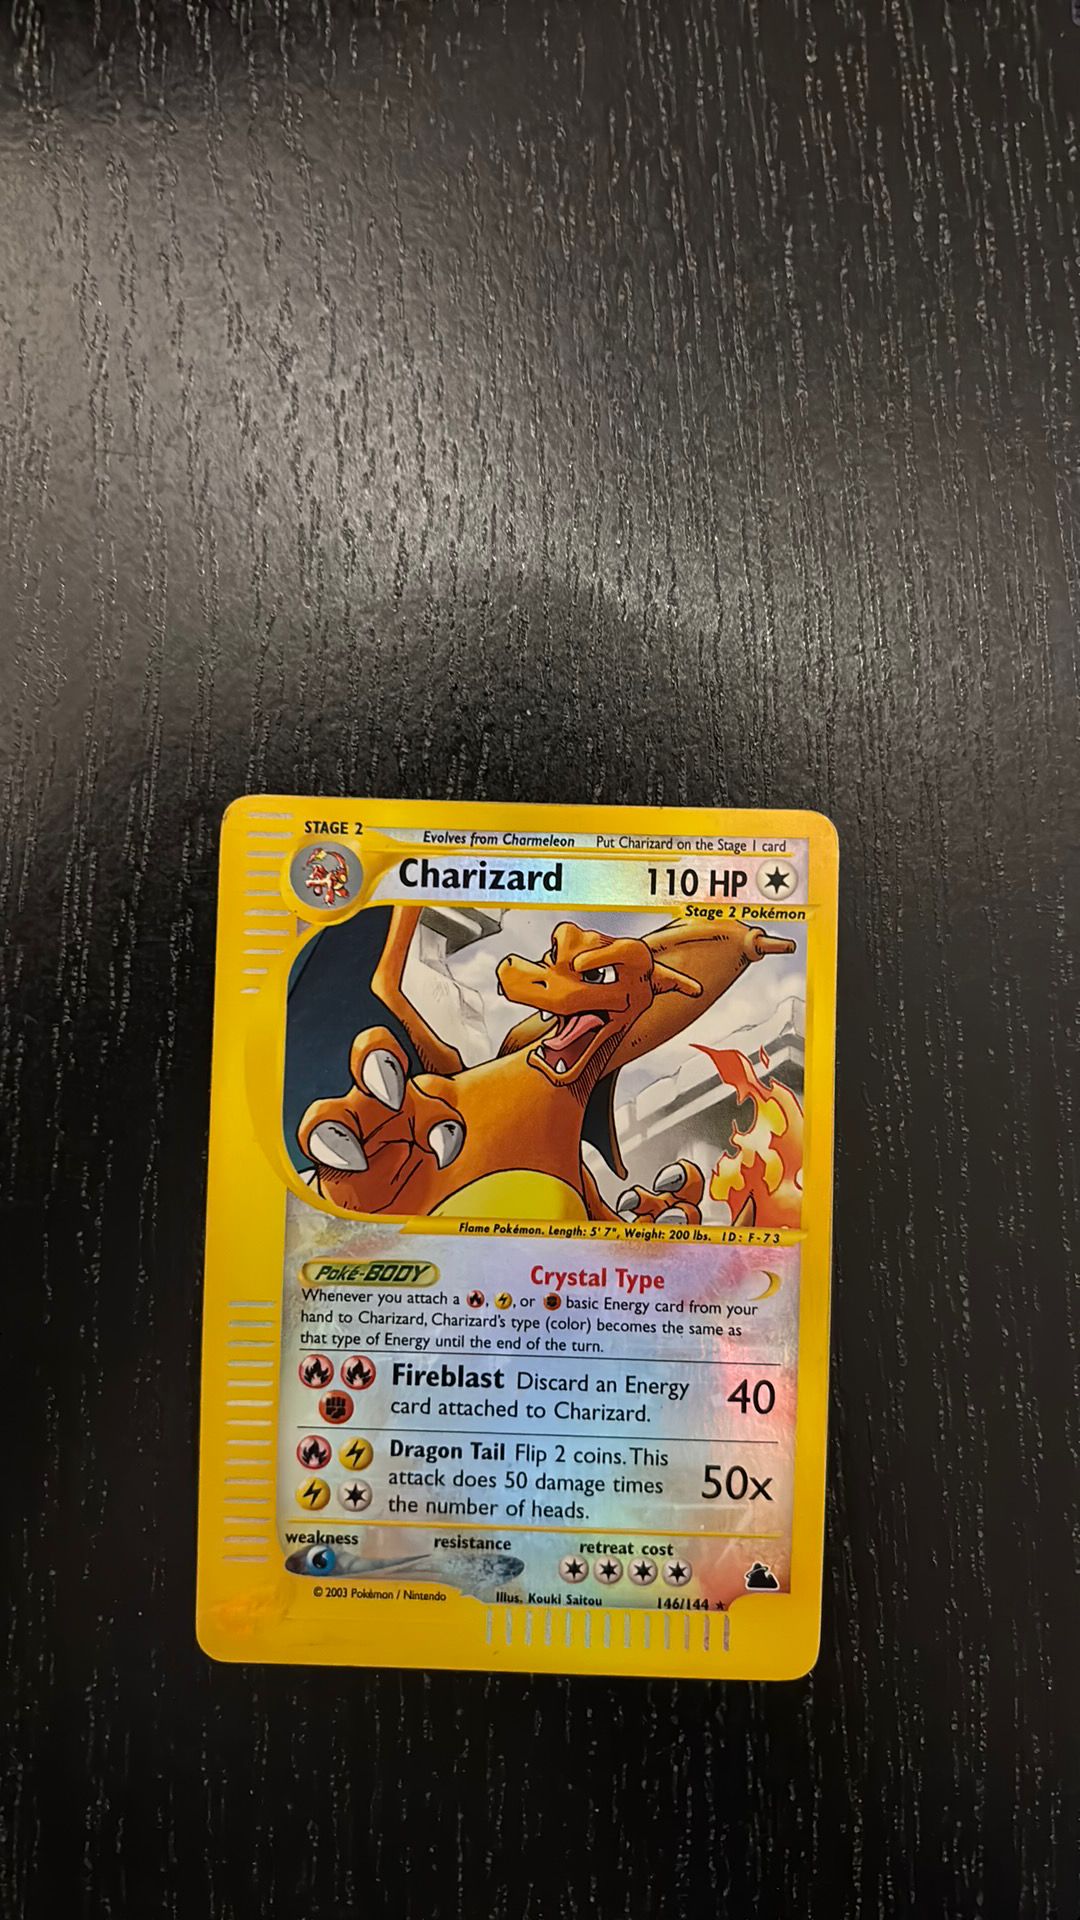 STAGE 2
Evolves from Charmeleon Put Charizard on the Stage 1 card
Charizard 110 HP
Stage 2 Pokémon
Flame Pokémon. Length: 5' 7", Weight: 200 lbs. ID: F-73
Poké-BODY Crystal Type
Whenever you attach a , , or basic Energy card from your
hand to Charizard, Charizard's type (color) becomes the same as
that type of Energy until the end of the turn.
Fireblast Discard an Energy
card attached to Charizard.
40
Dragon Tail Flip 2 coins. This
attack does 50 damage times
the number of heads.
50x
weakness resistance retreat cost
© 2003 Pokémon / Nintendo Illus. Kouki Saitou 146/144 ★